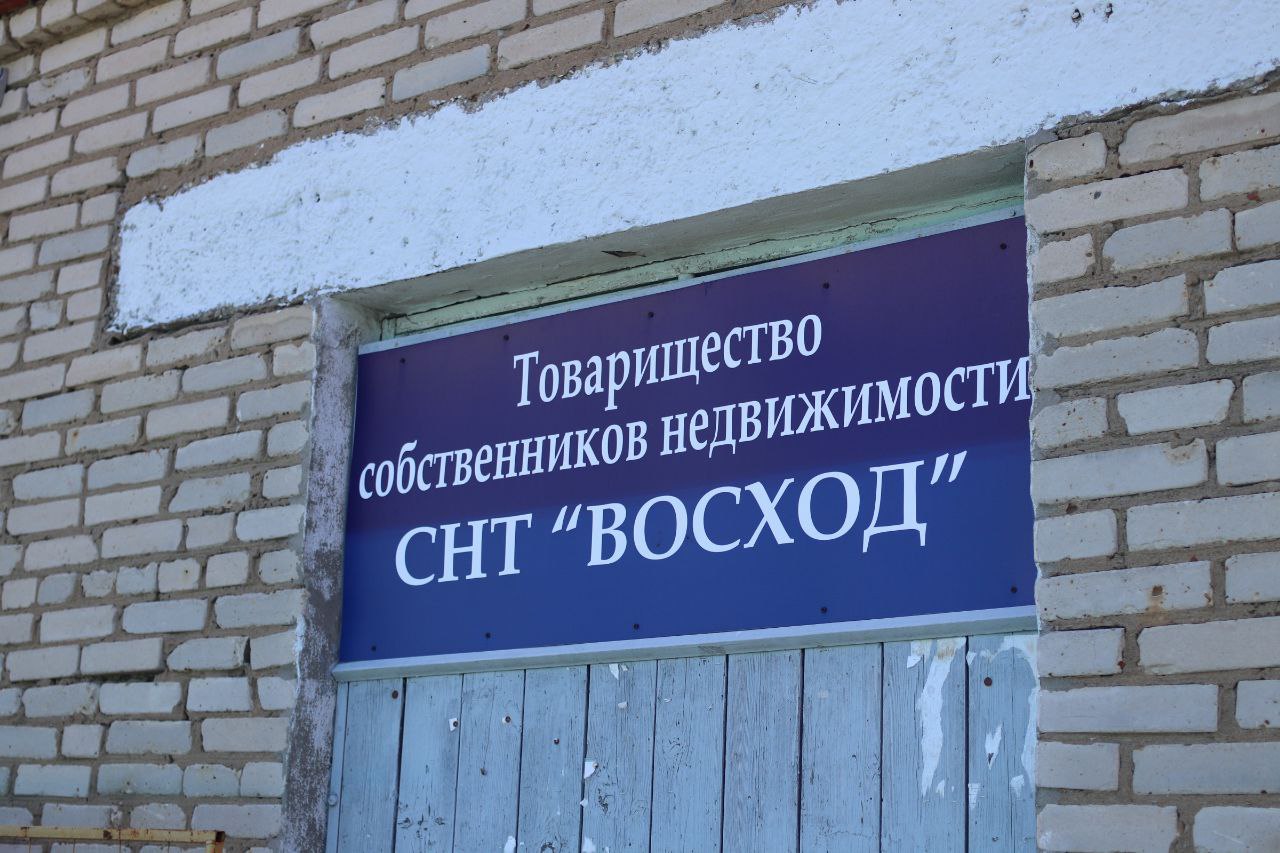 Товарищество
собственников недвижимости
СНТ “ВОСХОД”